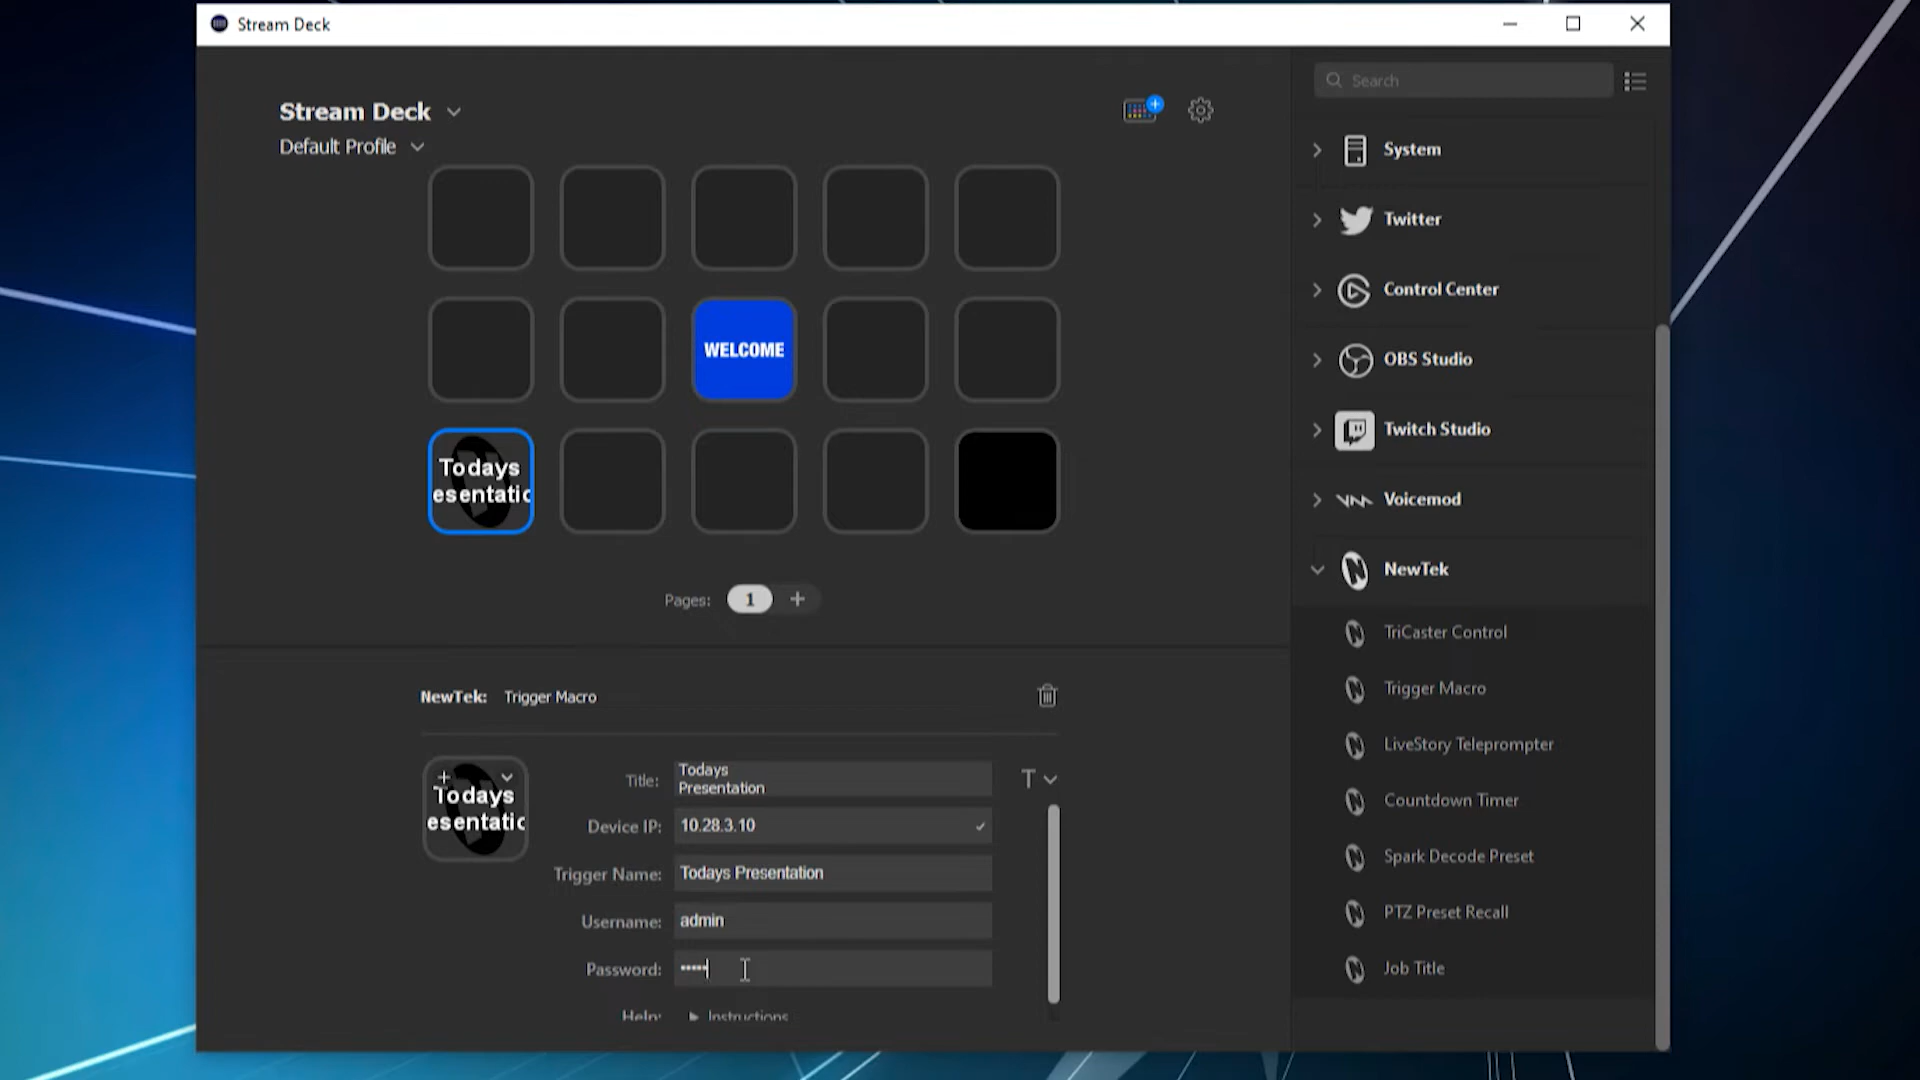 Stream Deck
Search
Stream Deck
Default Profile
System
Twitter
Control Center
WELCOME
OBS Studio
Twitch Studio
Todays
esentatic
Voicemod
NewTek
Pages: 1 +
TriCaster Control
NewTek: Trigger Macro
Trigger Macro
LiveStory Teleprompter
Todays
esentatic
Title: Todays
Presentation
T
Countdown Timer
Device IP: 10.28.3.10
Spark Decode Preset
Trigger Name: Todays Presentation
PTZ Preset Recall
Username: admin
Password: •••••
Job Title
Help: Instructions